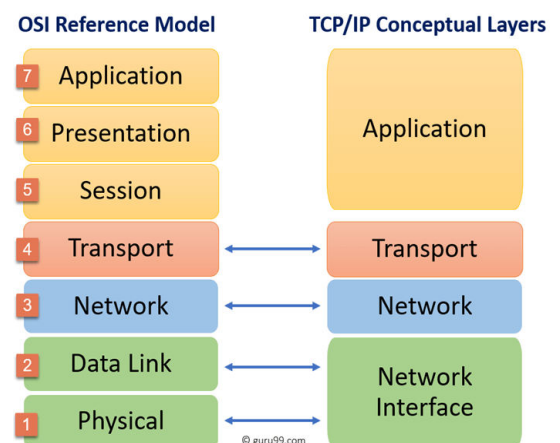 OSI Reference Model
TCP/IP Conceptual Layers
7 Application
6 Presentation
5 Session
Application
4 Transport
Transport
3 Network
Network
2 Data Link
1 Physical
Network
Interface
© guru99.com